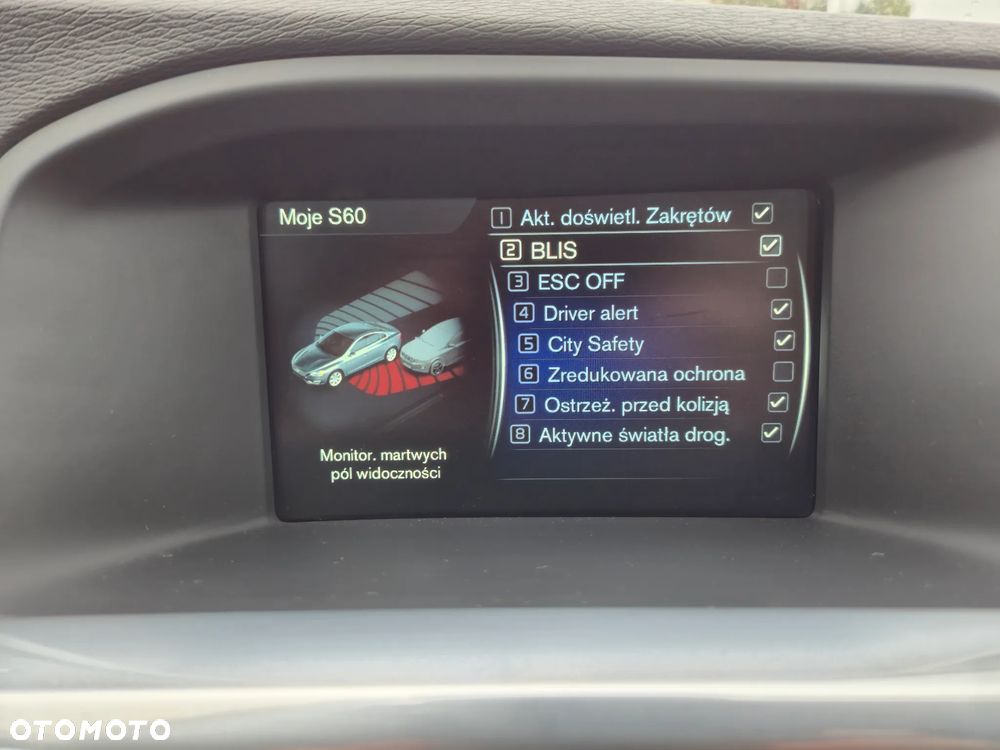 Moje S60
1 Akt. doświetl. Zakrętów
2 BLIS
3 ESC OFF
4 Driver alert
5 City Safety
6 Zredukowana ochrona
7 Ostrzeż. przed kolizją
8 Aktywne światła drog.
Monitor. martwych
pól widoczności
OTOMOTO